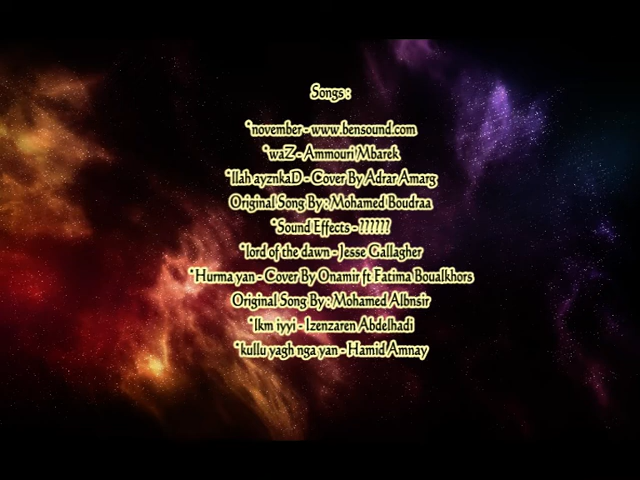 Songs :
*november - www.bensound.com
*waZ - Ammouri Mbarek
*llah ayznkaD - Cover By Adrar Amarg
Original Song By : Mohamed Boudraa
*Sound Effects - ??????
*lord of the dawn - Jesse Gallagher
*Hurma yan - Cover By Onamir ft Fatima Boualkhors
Original Song By : Mohamed Albnsir
*Ikm iyyi - Izenzaren Abdelhadi
*kullu yagh nga yan - Hamid Amnay